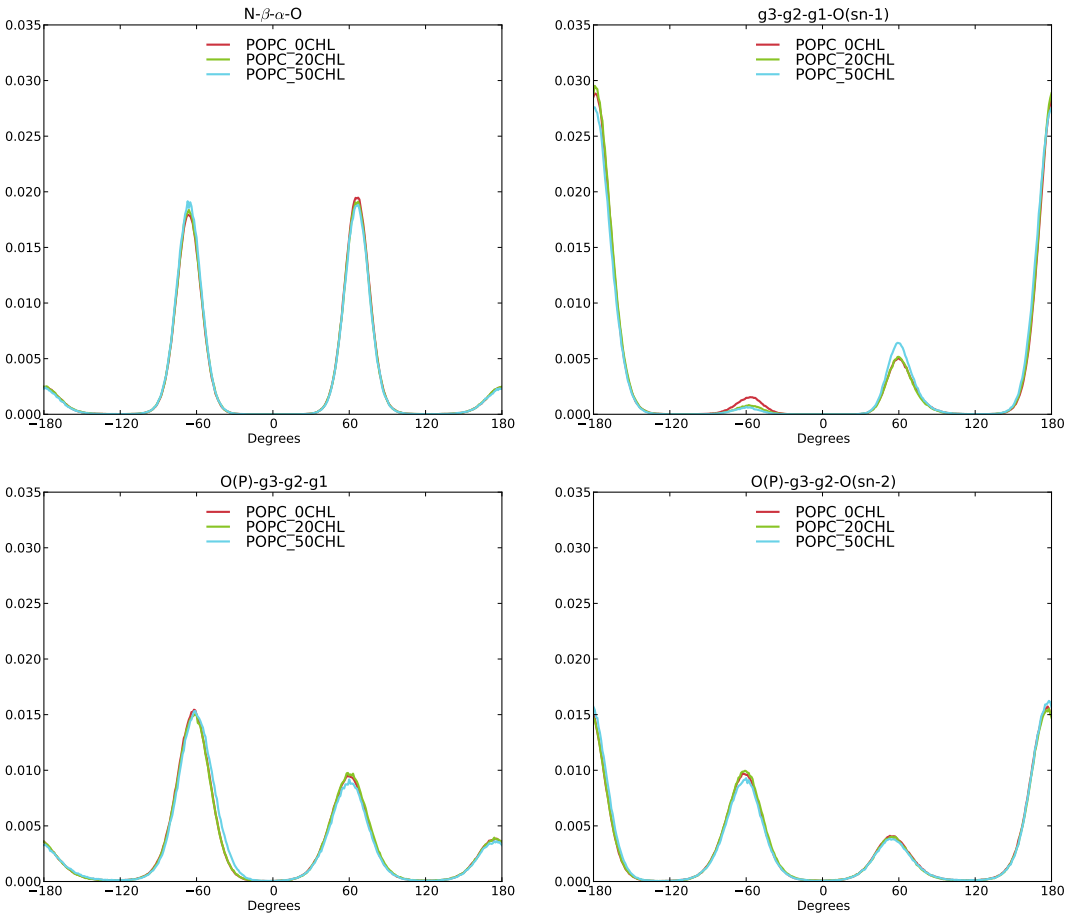 N-β-α-O
0.035
0.030
0.025
0.020
0.015
0.010
0.005
0.000
POPC_0CHL
POPC_20CHL
POPC_50CHL
−180 −120 −60 0 60 120 180
Degrees
g3-g2-g1-O(sn-1)
0.035
0.030
0.025
0.020
0.015
0.010
0.005
0.000
POPC_0CHL
POPC_20CHL
POPC_50CHL
−180 −120 −60 0 60 120 180
Degrees
O(P)-g3-g2-g1
0.035
0.030
0.025
0.020
0.015
0.010
0.005
0.000
POPC_0CHL
POPC_20CHL
POPC_50CHL
−180 −120 −60 0 60 120 180
Degrees
O(P)-g3-g2-O(sn-2)
0.035
0.030
0.025
0.020
0.015
0.010
0.005
0.000
POPC_0CHL
POPC_20CHL
POPC_50CHL
−180 −120 −60 0 60 120 180
Degrees